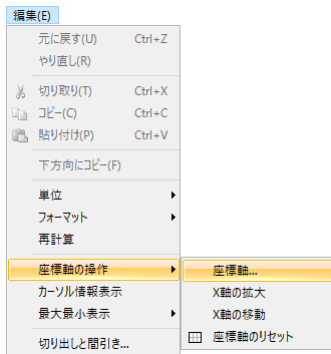 編集(E)
元に戻す(U) Ctrl+Z
やり直し(R)
切り取り(T) Ctrl+X
コピー(C) Ctrl+C
貼り付け(P) Ctrl+V
下方向にコピー(F)
単位
フォーマット
再計算
座標軸の操作
座標軸...
カーソル情報表示
X軸の拡大
最大最小表示
X軸の移動
座標軸のリセット
切り出しと間引き...